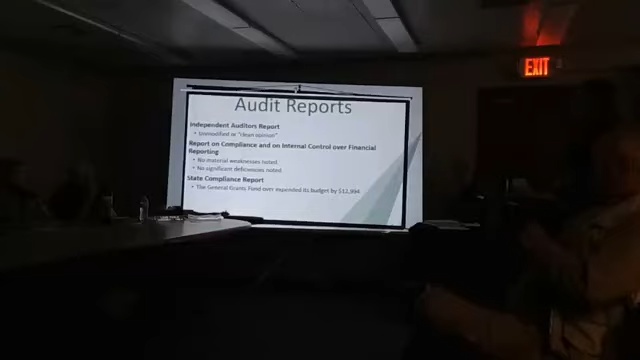 EXIT
Audit Reports
Independent Auditors Report
• Unmodified or "clean opinion"
Report on Compliance and on Internal Control over Financial
Reporting
• No material weaknesses noted.
• No significant deficiencies noted.
State Compliance Report
• The General Grants Fund over expended its budget by